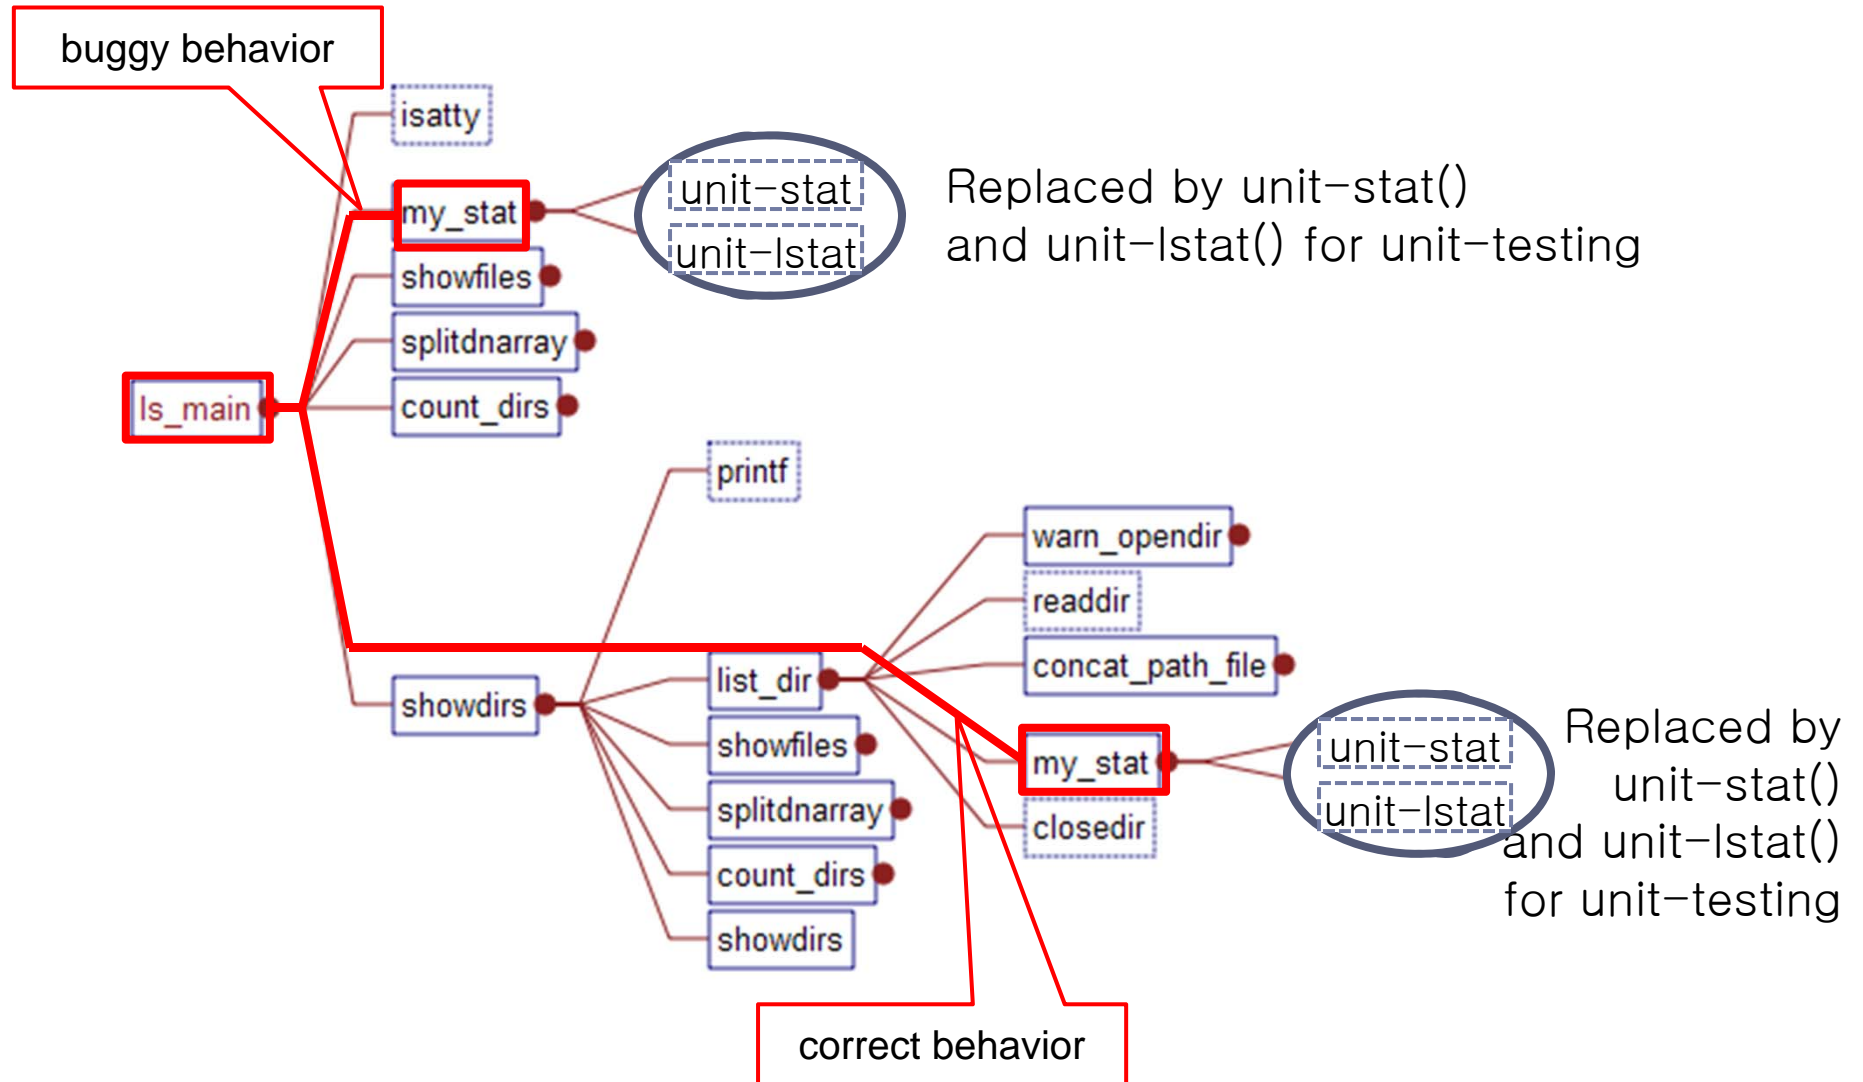 buggy behavior
isatty
my_stat
unit-stat
unit-lstat
Replaced by unit-stat()
and unit-lstat() for unit-testing
showfiles
splitdnarray
ls_main
count_dirs
printf
warn_opendir
readdir
concat_path_file
showdirs
list_dir
showfiles
my_stat
unit-stat
unit-lstat
Replaced by
unit-stat()
and unit-lstat()
for unit-testing
splitdnarray
closedir
count_dirs
showdirs
correct behavior